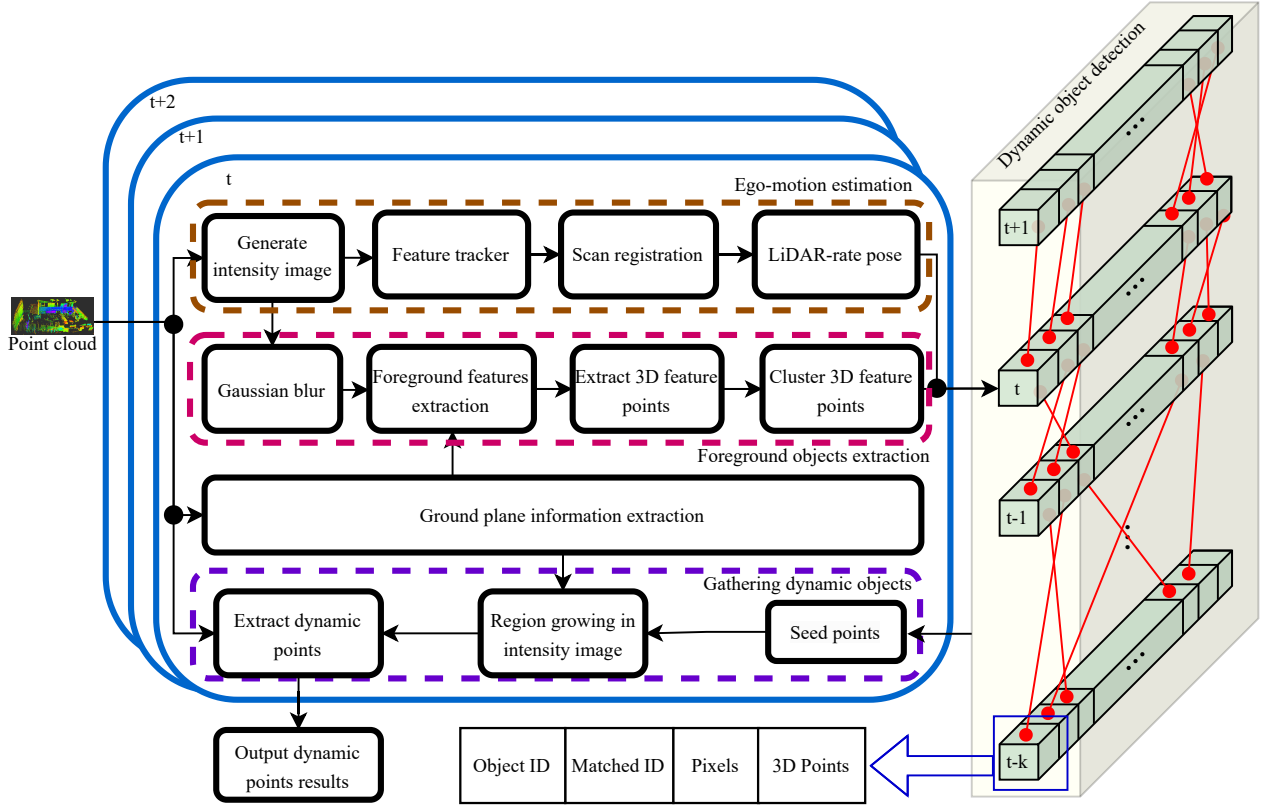 t+2
t+1
t
Dynamic object detection
Ego-motion estimation
Generate
intensity image
Feature tracker
Scan registration
LiDAR-rate pose
t+1
Point cloud
Gaussian blur
Foreground features
extraction
Extract 3D feature
points
Cluster 3D feature
points
t
Foreground objects extraction
Ground plane information extraction
t-1
Gathering dynamic objects
Extract dynamic
points
Region growing in
intensity image
Seed points
Output dynamic
points results
Object ID
Matched ID
Pixels
3D Points
t-k